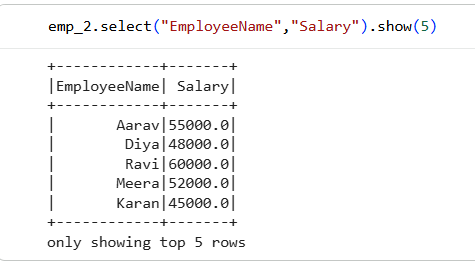 emp_2.select("EmployeeName","Salary").show(5)
+------------+-------+
|EmployeeName| Salary|
+------------+-------+
|       Aarav|55000.0|
|        Diya|48000.0|
|        Ravi|60000.0|
|       Meera|52000.0|
|       Karan|45000.0|
+------------+-------+
only showing top 5 rows